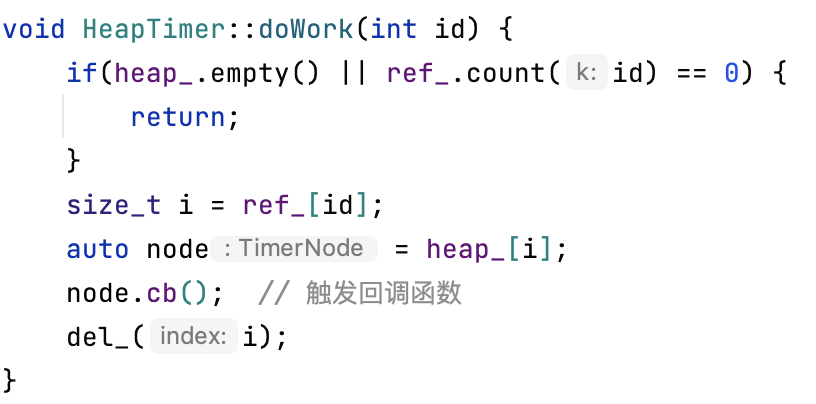 void HeapTimer::doWork(int id) {
    if(heap_.empty() || ref_.count( k: id) == 0) {
        return;
    }
    size_t i = ref_[id];
    auto node : TimerNode  = heap_[i];
    node.cb();  // 触发回调函数
    del_( index: i);
}